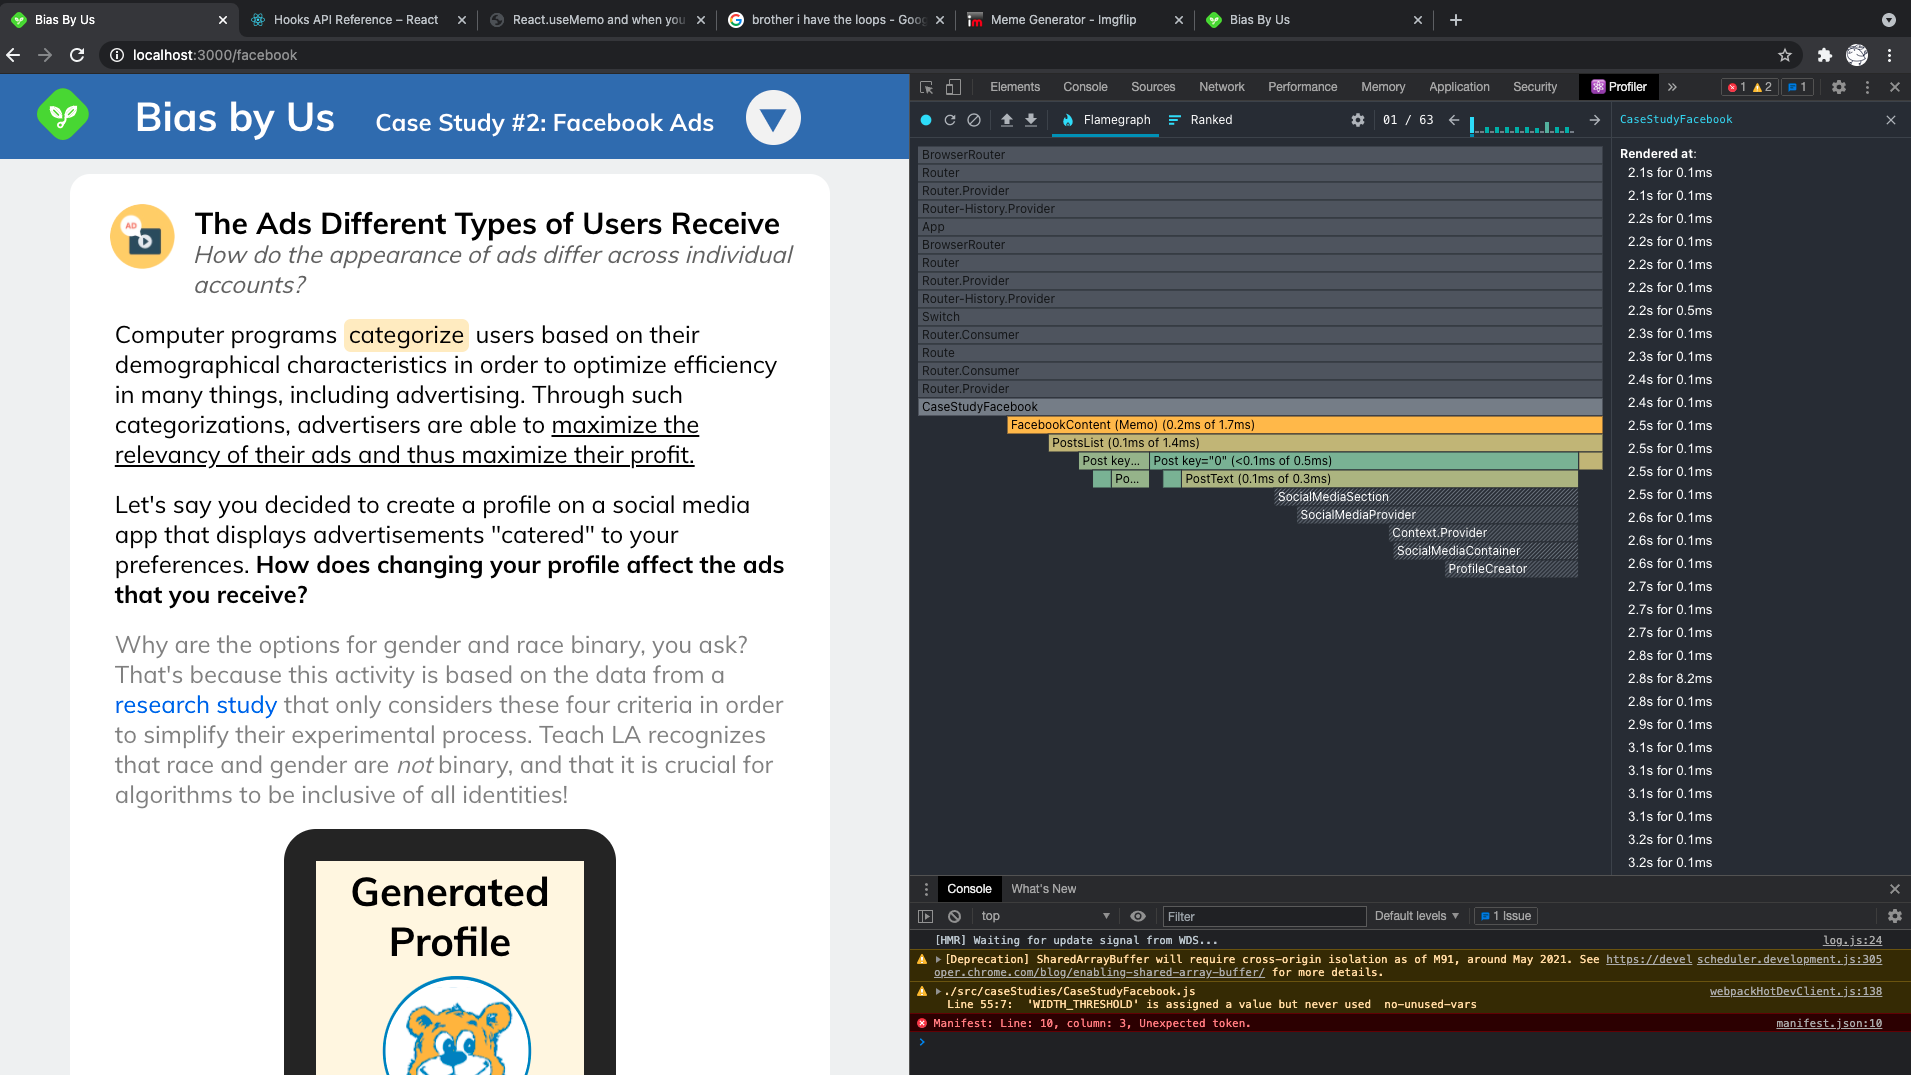 Bias By Us
Hooks API Reference – React
React.useMemo and when you
brother i have the loops - Goog
Meme Generator - Imgflip
Bias By Us
localhost:3000/facebook
Bias by Us
Case Study #2: Facebook Ads
AD
The Ads Different Types of Users Receive
How do the appearance of ads differ across individual
accounts?
Computer programs categorize users based on their
demographical characteristics in order to optimize efficiency
in many things, including advertising. Through such
categorizations, advertisers are able to maximize the
relevancy of their ads and thus maximize their profit.
Let's say you decided to create a profile on a social media
app that displays advertisements "catered" to your
preferences. How does changing your profile affect the ads
that you receive?
Why are the options for gender and race binary, you ask?
That's because this activity is based on the data from a
research study that only considers these four criteria in order
to simplify their experimental process. Teach LA recognizes
that race and gender are not binary, and that it is crucial for
algorithms to be inclusive of all identities!
Generated
Profile
Elements Console Sources Network Performance Memory Application Security Profiler » 1 2 1
Flamegraph Ranked 01 / 63
BrowserRouter
Router
Router.Provider
Router-History.Provider
App
BrowserRouter
Router
Router.Provider
Router-History.Provider
Switch
Router.Consumer
Route
Router.Consumer
Router.Provider
CaseStudyFacebook
FacebookContent (Memo) (0.2ms of 1.7ms)
PostsList (0.1ms of 1.4ms)
Post key... Post key="0" (<0.1ms of 0.5ms)
Po... PostText (0.1ms of 0.3ms)
SocialMediaSection
SocialMediaProvider
Context.Provider
SocialMediaContainer
ProfileCreator
CaseStudyFacebook
Rendered at:
2.1s for 0.1ms
2.1s for 0.1ms
2.2s for 0.1ms
2.2s for 0.1ms
2.2s for 0.1ms
2.2s for 0.1ms
2.2s for 0.5ms
2.3s for 0.1ms
2.3s for 0.1ms
2.4s for 0.1ms
2.4s for 0.1ms
2.5s for 0.1ms
2.5s for 0.1ms
2.5s for 0.1ms
2.5s for 0.1ms
2.6s for 0.1ms
2.6s for 0.1ms
2.6s for 0.1ms
2.7s for 0.1ms
2.7s for 0.1ms
2.7s for 0.1ms
2.8s for 0.1ms
2.8s for 8.2ms
2.8s for 0.1ms
2.9s for 0.1ms
3.1s for 0.1ms
3.1s for 0.1ms
3.1s for 0.1ms
3.1s for 0.1ms
3.2s for 0.1ms
3.2s for 0.1ms
Console What's New
top Filter Default levels 1 Issue
[HMR] Waiting for update signal from WDS... log.js:24
[Deprecation] SharedArrayBuffer will require cross-origin isolation as of M91, around May 2021. See https://devel scheduler.development.js:305
oper.chrome.com/blog/enabling-shared-array-buffer/ for more details.
./src/caseStudies/CaseStudyFacebook.js webpackHotDevClient.js:138
Line 55:7: 'WIDTH_THRESHOLD' is assigned a value but never used no-unused-vars
Manifest: Line: 10, column: 3, Unexpected token. manifest.json:10